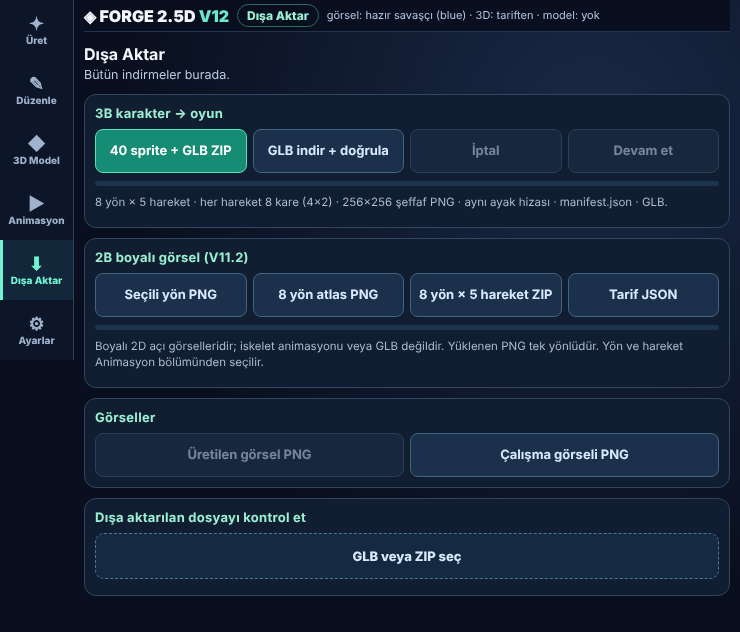 Üret
Düzenle
3D Model
Animasyon
Dışa Aktar
Ayarlar
FORGE 2.5D V12
Dışa Aktar
görsel: hazır savaşçı (blue) · 3D: tariften · model: yok
Dışa Aktar
Bütün indirmeler burada.
3B karakter → oyun
40 sprite + GLB ZIP
GLB indir + doğrula
İptal
Devam et
8 yön × 5 hareket · her hareket 8 kare (4×2) · 256×256 şeffaf PNG · aynı ayak hizası · manifest.json · GLB.
2B boyalı görsel (V11.2)
Seçili yön PNG
8 yön atlas PNG
8 yön × 5 hareket ZIP
Tarif JSON
Boyalı 2D açı görselleridir; iskelet animasyonu veya GLB değildir. Yüklenen PNG tek yönlüdür. Yön ve hareket
Animasyon bölümünden seçilir.
Görseller
Üretilen görsel PNG
Çalışma görseli PNG
Dışa aktarılan dosyayı kontrol et
GLB veya ZIP seç